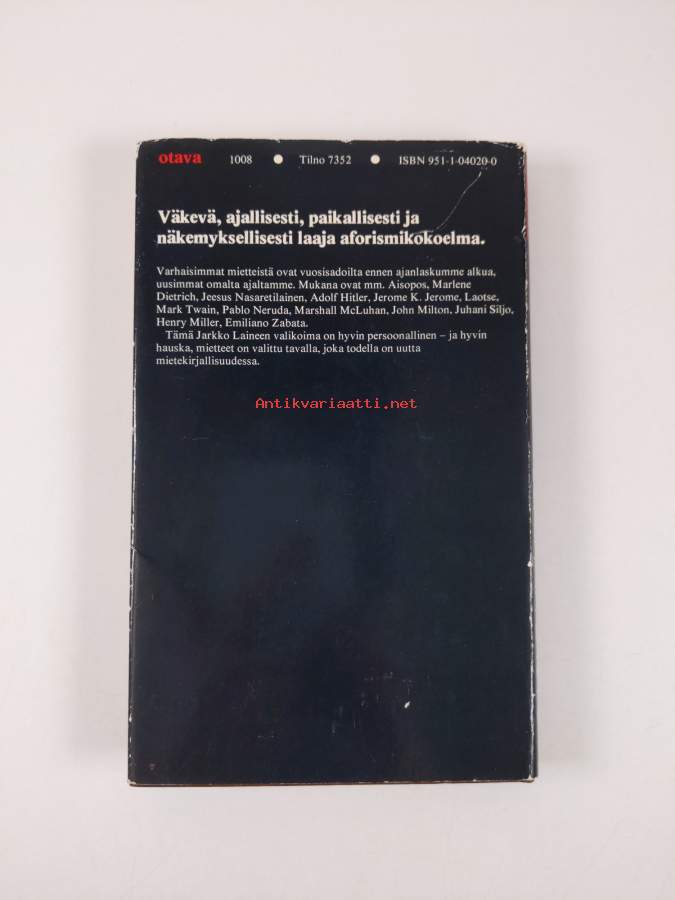 otava 1008 ● Tilno 7352 ● ISBN 951-1-04020-0
Väkevä, ajallisesti, paikallisesti ja
näkemyksellisesti laaja aforismikokoelma.
Varhaisimmat mietteistä ovat vuosisadoilta ennen ajanlaskumme alkua,
uusimmat omalta ajaltamme. Mukana ovat mm. Aisopos, Marlene
Dietrich, Jeesus Nasaretilainen, Adolf Hitler, Jerome K. Jerome, Laotse,
Mark Twain, Pablo Neruda, Marshall McLuhan, John Milton, Juhani Siljo,
Henry Miller, Emiliano Zabata.
Tämä Jarkko Laineen valikoima on hyvin persoonallinen – ja hyvin
hauska, mietteet on valittu tavalla, joka todella on uutta
mietekirjallisuudessa.
Antikvariaatti.net